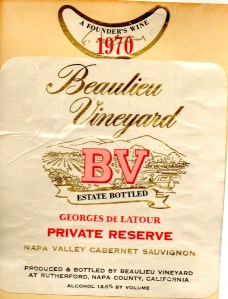 A FOUNDER'S WINE
1970
Beaulieu
Vineyard
BV
ESTATE BOTTLED
GEORGES DE LATOUR
PRIVATE RESERVE
NAPA VALLEY CABERNET SAUVIGNON
PRODUCED & BOTTLED BY BEAULIEU VINEYARD
AT RUTHERFORD, NAPA COUNTY, CALIFORNIA
ALCOHOL 12.5% BY VOLUME